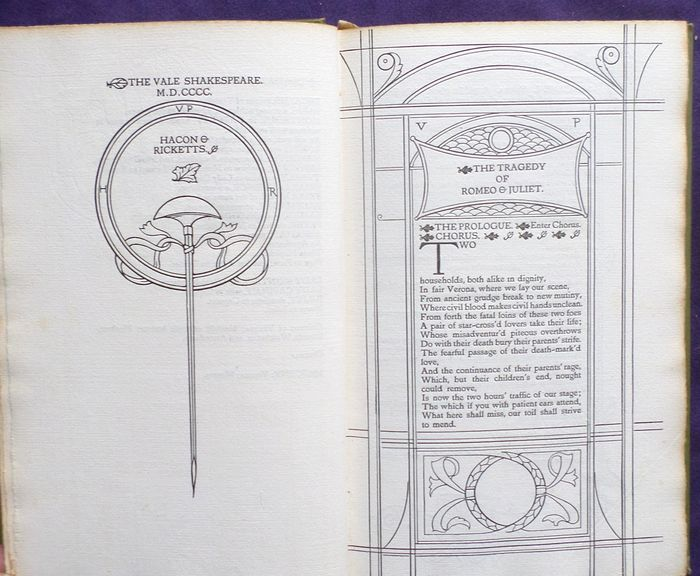 THE VALE SHAKESPEARE.
M.D.CCCC.
V P
HACON &
RICKETTS.
H R
V P
THE TRAGEDY
OF
ROMEO & JULIET.
THE PROLOGUE. Enter Chorus.
CHORUS.
TWO
households, both alike in dignity,
In fair Verona, where we lay our scene,
From ancient grudge break to new mutiny,
Where civil blood makes civil hands unclean.
From forth the fatal loins of these two foes
A pair of star-cross'd lovers take their life;
Whose misadventur'd piteous overthrows
Do with their death bury their parents' strife.
The fearful passage of their death-mark'd
love,
And the continuance of their parents' rage,
Which, but their children's end, nought
could remove,
Is now the two hours' traffic of our stage;
The which if you with patient ears attend,
What here shall miss, our toil shall strive
to mend.